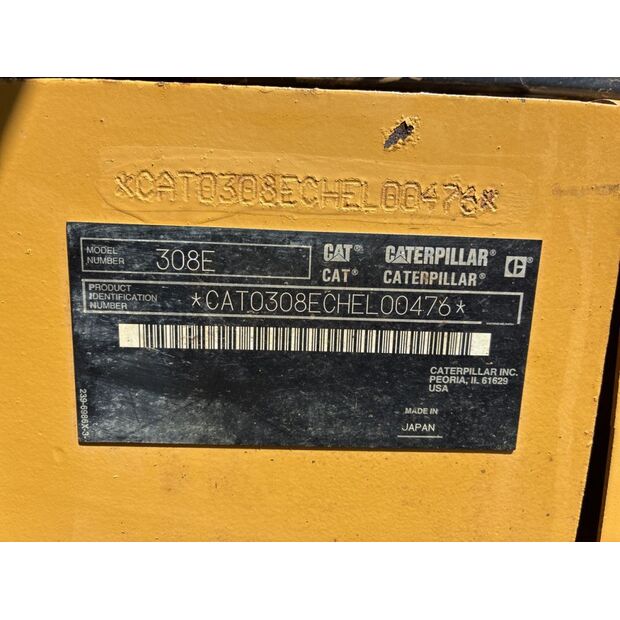 *CAT0308ECHEL00476*
MODEL NUMBER 308E
CAT® CATERPILLAR®
CAT® CATERPILLAR® C
PRODUCT IDENTIFICATION NUMBER *CAT0308ECHEL00476*
CATERPILLAR INC.
PEORIA, IL 61629
USA
MADE IN
JAPAN